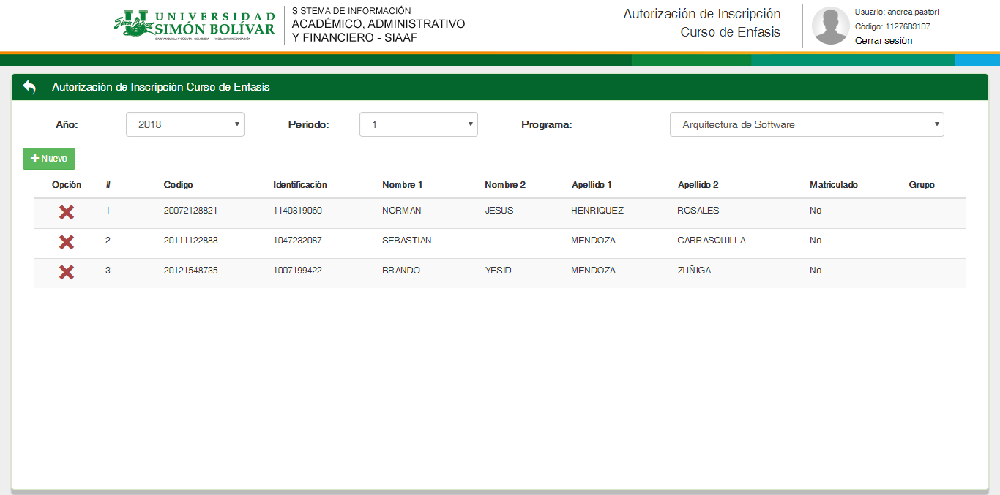 UNIVERSIDAD
SIMÓN BOLÍVAR
BARRANQUILLA Y CÚCUTA - COLOMBIA | VIGILADA MINEDUCACIÓN
SISTEMA DE INFORMACIÓN
ACADÉMICO, ADMINISTRATIVO
Y FINANCIERO - SIAAF
Autorización de Inscripción
Curso de Enfasis
Usuario: andrea.pastori
Código: 1127603107
Cerrar sesión
Autorización de Inscripción Curso de Enfasis
Año: 2018 Periodo: 1 Programa: Arquitectura de Software
Nuevo
Opción # Codigo Identificación Nombre 1 Nombre 2 Apellido 1 Apellido 2 Matriculado Grupo
1 20072128821 1140819060 NORMAN JESUS HENRIQUEZ ROSALES No -
2 20111122888 1047232087 SEBASTIAN MENDOZA CARRASQUILLA No -
3 20121548735 1007199422 BRANDO YESID MENDOZA ZUÑIGA No -